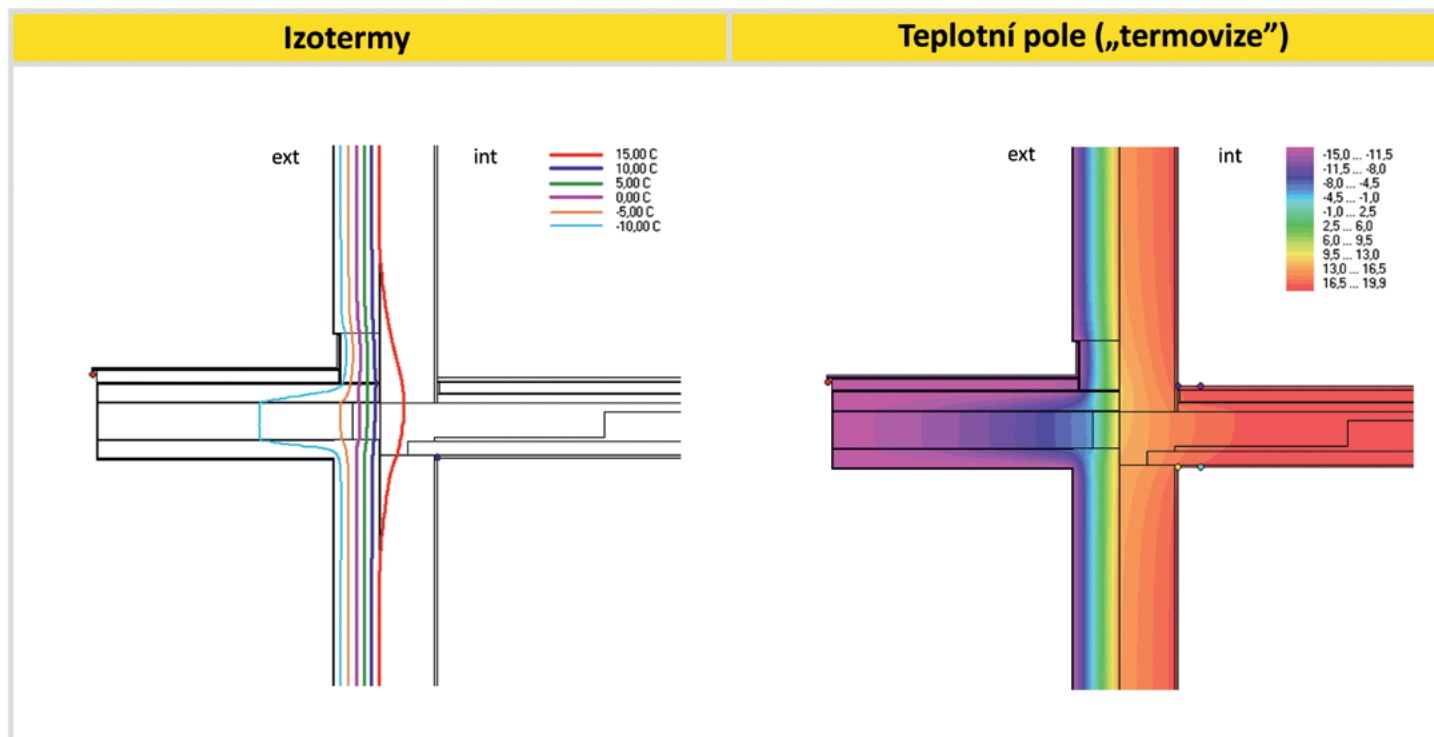 Izotermy
Teplotní pole („termovize”)
ext
int
15,00 C
10,00 C
5,00 C
0,00 C
-5,00 C
-10,00 C
ext
int
-15,0 ... -11,5
-11,5 ... -8,0
-8,0 ... -4,5
-4,5 ... -1,0
-1,0 ... 2,5
2,5 ... 6,0
6,0 ... 9,5
9,5 ... 13,0
13,0 ... 16,5
16,5 ... 19,9